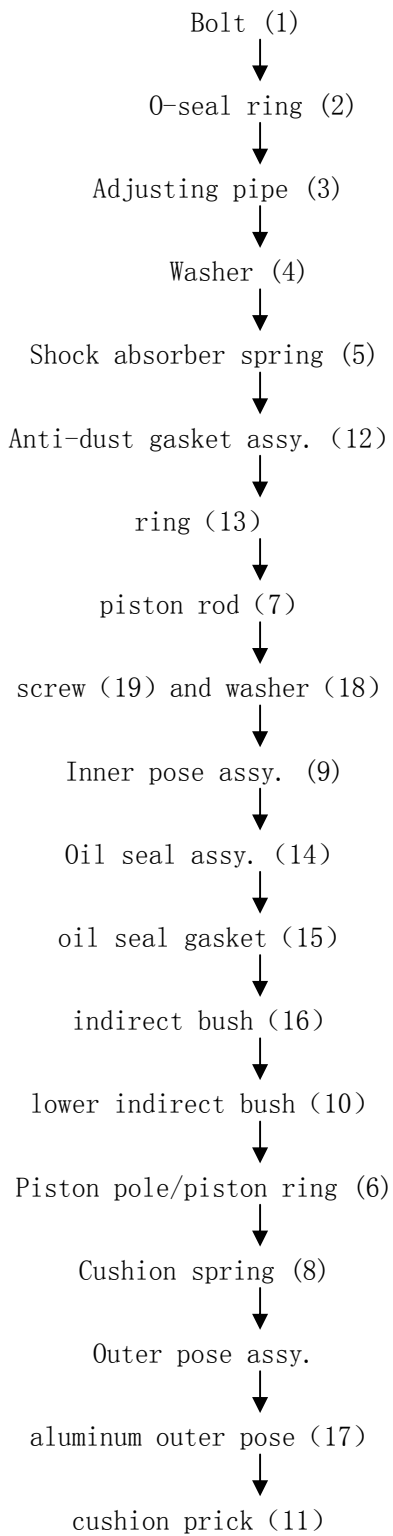 Bolt (1)
O-seal ring (2)
Adjusting pipe (3)
Washer (4)
Shock absorber spring (5)
Anti-dust gasket assy.（12）
ring（13）
piston rod（7）
screw（19）and washer（18）
Inner pose assy. (9)
Oil seal assy.（14）
oil seal gasket（15）
indirect bush（16）
lower indirect bush（10）
Piston pole/piston ring (6)
Cushion spring (8)
Outer pose assy.
aluminum outer pose（17）
cushion prick（11）